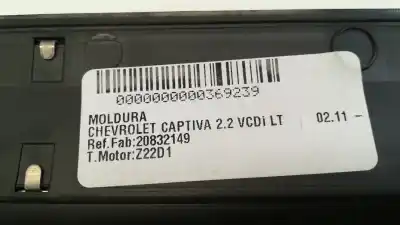 0000000000369239
MOLDURA
CHEVROLET CAPTIVA 2.2 VCDi LT 02.11 -
Ref.Fab:20832149
T.Motor:Z22D1